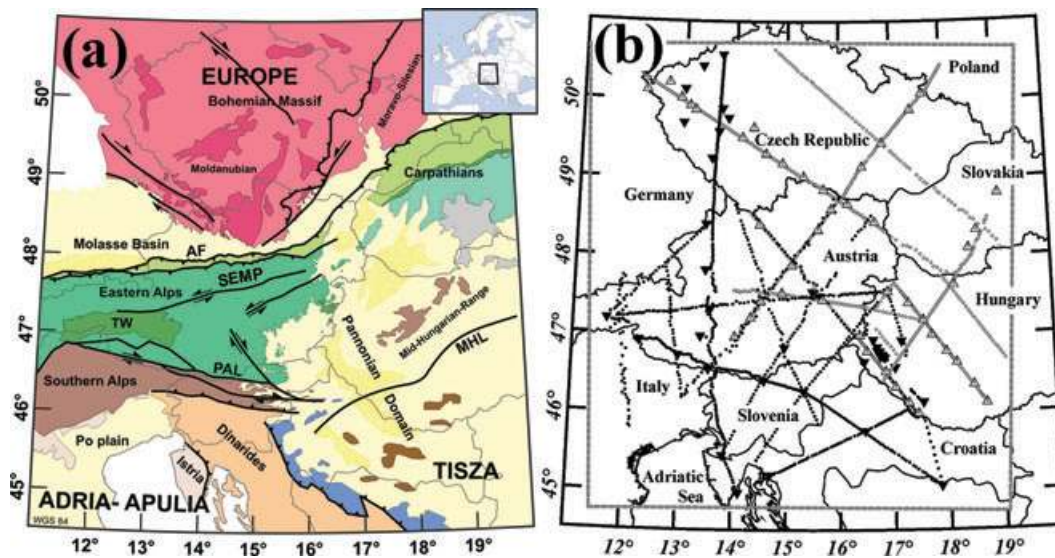 (a)
EUROPE
Bohemian Massif
Moravo-Silesian
Moldanubian
Carpathians
Molasse Basin
AF
SEMP
Eastern Alps
TW
Pannonian
Domain
Mid-Hungarian-Range
MHL
PAL
Southern Alps
Po plain
Dinarides
Istria
TISZA
ADRIA- APULIA
WGS 84
50°
49°
48°
47°
46°
45°
12° 13° 14° 15° 16° 17° 18° 19°
(b)
Poland
Czech Republic
Slovakia
Germany
Austria
Hungary
Italy
Slovenia
Croatia
Adriatic
Sea
50°
49°
48°
47°
46°
45°
12° 13° 14° 15° 16° 17° 18° 19°